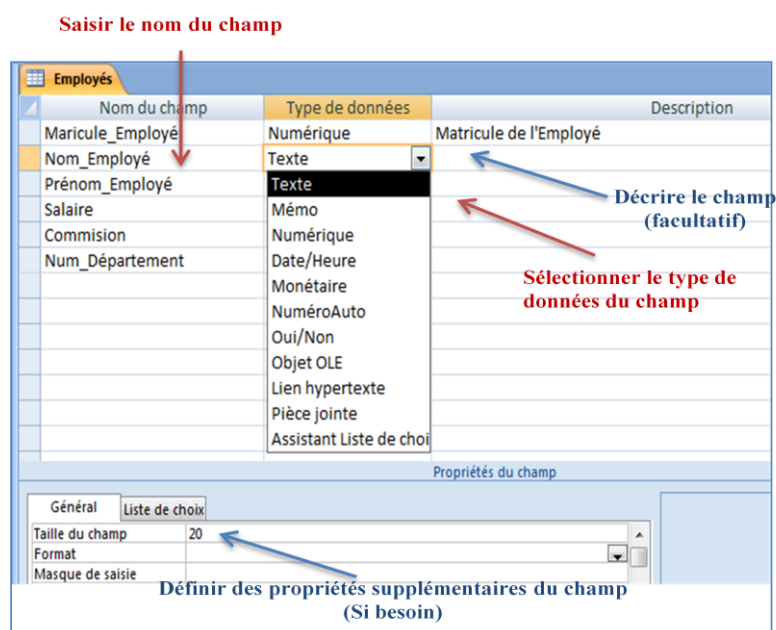 Saisir le nom du champ
Employés
Nom du champ Type de données Description
Maricule_Employé Numérique Matricule de l'Employé
Nom_Employé Texte
Prénom_Employé Texte
Décrire le champ
(facultatif)
Salaire Mémo
Commision Numérique
Num_Département Date/Heure
Sélectionner le type de
données du champ
Monétaire
NuméroAuto
Oui/Non
Objet OLE
Lien hypertexte
Pièce jointe
Assistant Liste de choi
Propriétés du champ
Général Liste de choix
Taille du champ 20
Format
Masque de saisie
Définir des propriétés supplémentaires du champ
(Si besoin)